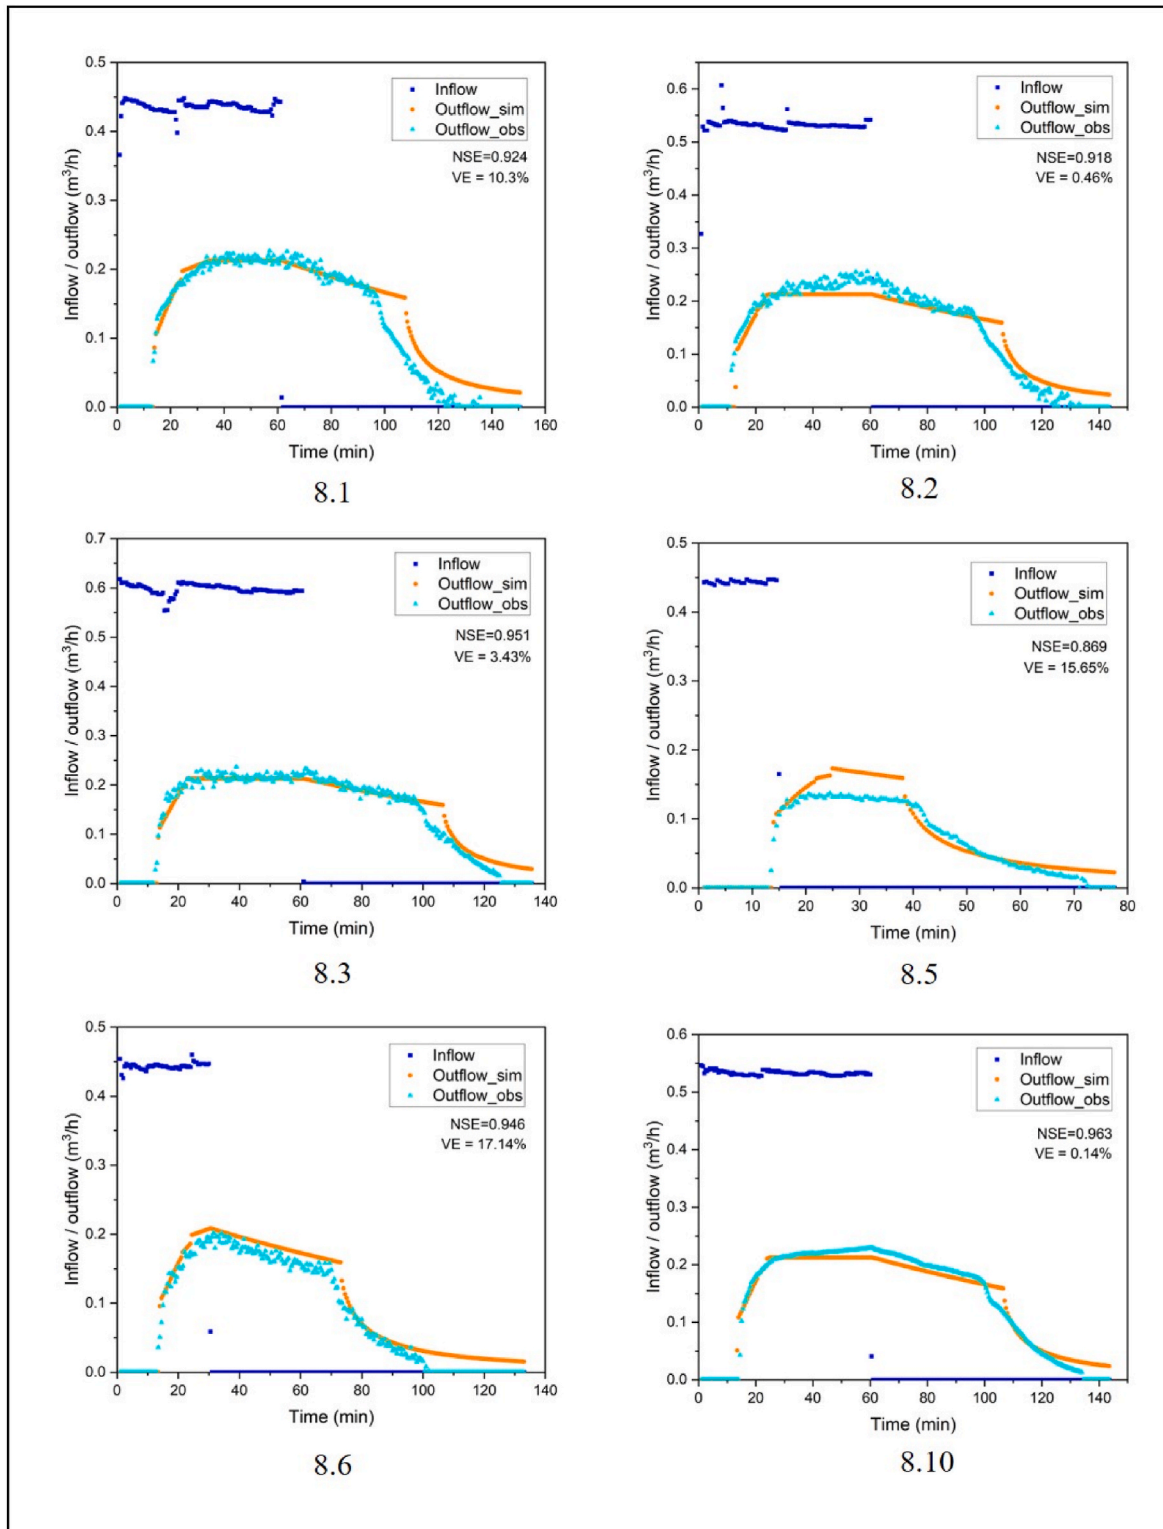 0.5
0.4
0.3
0.2
0.1
0.0
Inflow / outflow (m³/h)
Inflow
Outflow_sim
Outflow_obs
NSE=0.924
VE = 10.3%
0 20 40 60 80 100 120 140 160
Time (min)
8.1
0.6
0.5
0.4
0.3
0.2
0.1
0.0
Inflow / outflow (m³/h)
Inflow
Outflow_sim
Outflow_obs
NSE=0.918
VE = 0.46%
0 20 40 60 80 100 120 140
Time (min)
8.2
0.7
0.6
0.5
0.4
0.3
0.2
0.1
0.0
Inflow / outflow (m³/h)
Inflow
Outflow_sim
Outflow_obs
NSE=0.951
VE = 3.43%
0 20 40 60 80 100 120 140
Time (min)
8.3
0.5
0.4
0.3
0.2
0.1
0.0
Inflow / outflow (m³/h)
Inflow
Outflow_sim
Outflow_obs
NSE=0.869
VE = 15.65%
0 10 20 30 40 50 60 70 80
Time (min)
8.5
0.5
0.4
0.3
0.2
0.1
0.0
Inflow / outflow (m³/h)
Inflow
Outflow_sim
Outflow_obs
NSE=0.946
VE = 17.14%
0 20 40 60 80 100 120 140
Time (min)
8.6
0.6
0.5
0.4
0.3
0.2
0.1
0.0
Inflow / outflow (m³/h)
Inflow
Outflow_sim
Outflow_obs
NSE=0.963
VE = 0.14%
0 20 40 60 80 100 120 140
Time (min)
8.10